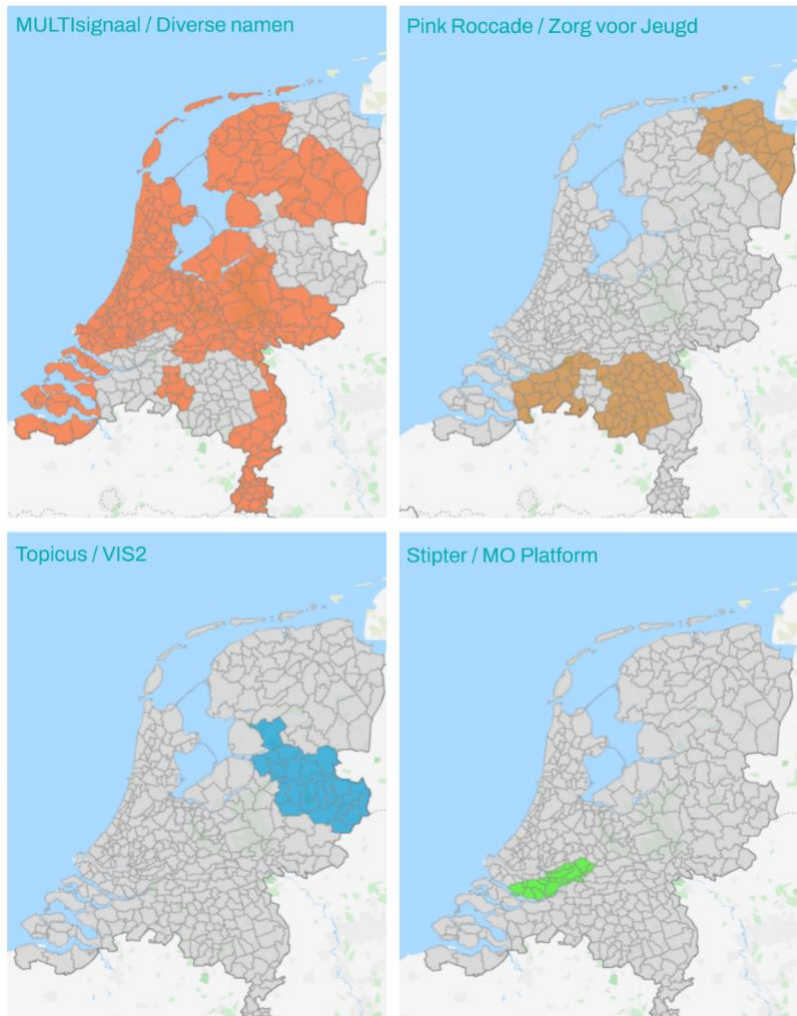 MULTIsignaal / Diverse namen
Pink Roccade / Zorg voor Jeugd
Topicus / VIS2
Stipter / MO Platform